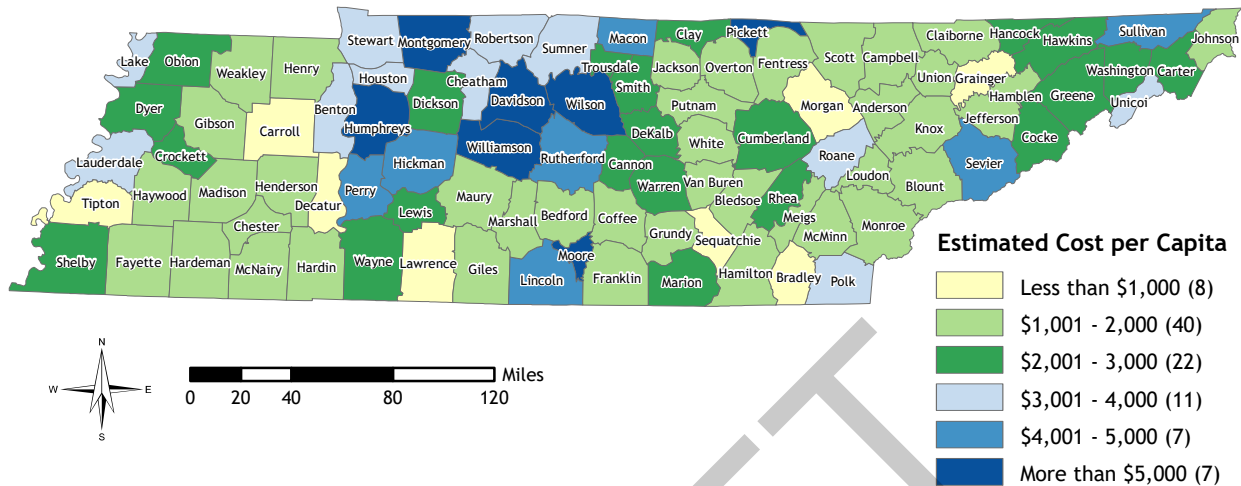 Stewart
Montgomery
Robertson
Sumner
Macon
Clay
Pickett
Claiborne
Hancock
Hawkins
Sullivan
Johnson
Lake
Obion
Weakley
Henry
Houston
Cheatham
Trousdale
Smith
Jackson
Overton
Fentress
Scott
Campbell
Union
Grainger
Hamblen
Washington
Carter
Greene
Unicoi
Dyer
Gibson
Carroll
Benton
Humphreys
Dickson
Davidson
Wilson
DeKalb
Putnam
White
Cumberland
Morgan
Anderson
Knox
Jefferson
Cocke
Lauderdale
Crockett
Hickman
Williamson
Rutherford
Cannon
Warren
Van Buren
Bledsoe
Rhea
Roane
Loudon
Blount
Sevier
Tipton
Haywood
Madison
Henderson
Decatur
Perry
Lewis
Maury
Marshall
Bedford
Coffee
Grundy
Sequatchie
Meigs
McMinn
Monroe
Chester
Shelby
Fayette
Hardeman
McNairy
Hardin
Wayne
Lawrence
Giles
Lincoln
Moore
Franklin
Marion
Hamilton
Bradley
Polk
Estimated Cost per Capita
Less than $1,000 (8)
$1,001 - 2,000 (40)
$2,001 - 3,000 (22)
$3,001 - 4,000 (11)
$4,001 - 5,000 (7)
More than $5,000 (7)
N
W E
S
Miles
0 20 40 80 120